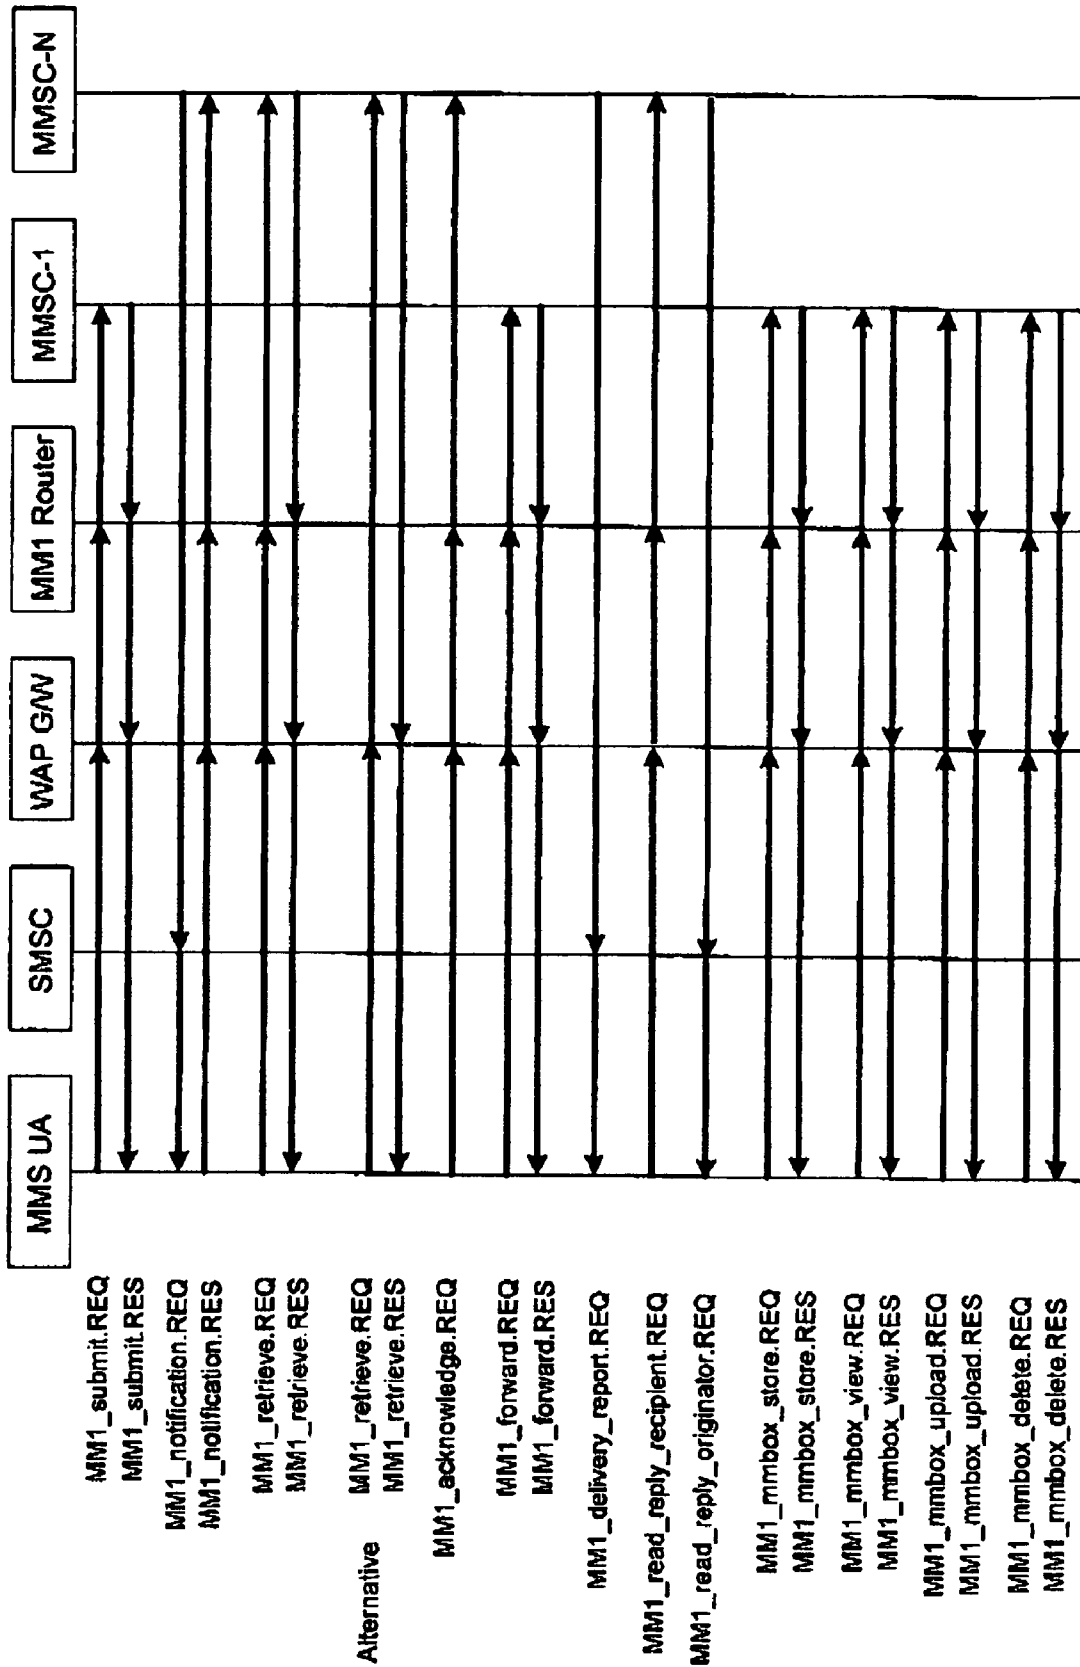 MMS UA
SMSC
WAP G/W
MM1 Router
MMSC-1
MMSC-N
MM1_submit.REQ
MM1_submit.RES
MM1_notification.REQ
MM1_notification.RES
MM1_retrieve.REQ
MM1_retrieve.RES
Alternative
MM1_retrieve.REQ
MM1_retrieve.RES
MM1_acknowledge.REQ
MM1_forward.REQ
MM1_forward.RES
MM1_delivery_report.REQ
MM1_read_reply_recipient.REQ
MM1_read_reply_originator.REQ
MM1_mmbox_store.REQ
MM1_mmbox_store.RES
MM1_mmbox_view.REQ
MM1_mmbox_view.RES
MM1_mmbox_upload.REQ
MM1_mmbox_upload.RES
MM1_mmbox_delete.REQ
MM1_mmbox_delete.RES